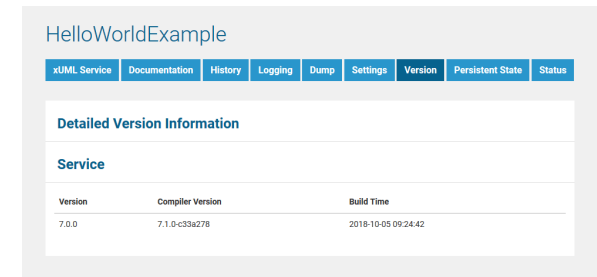 HelloWorldExample
xUML Service Documentation History Logging Dump Settings Version Persistent State Status
Detailed Version Information
Service
Version Compiler Version Build Time
7.0.0 7.1.0-c33a278 2018-10-05 09:24:42